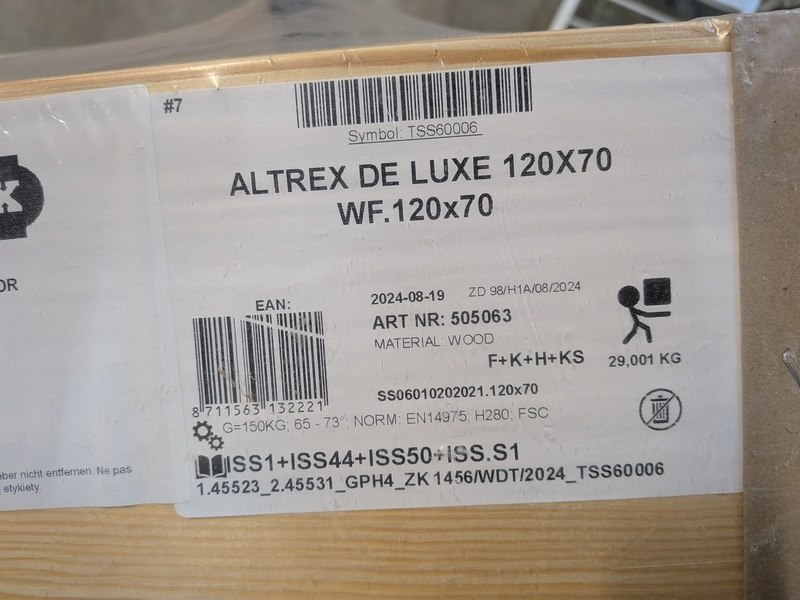 #7
Symbol: TSS60006
ALTREX DE LUXE 120X70
WF.120x70
EAN:
8 711563 132221
2024-08-19 ZD 98/H1A/08/2024
ART NR: 505063
MATERIAL: WOOD
F+K+H+KS
29,001 KG
SS06010202021.120x70
G=150KG; 65 - 73°; NORM: EN14975; H280; FSC
ISS1+ISS44+ISS50+ISS.S1
1.45523_2.45531_GPH4_ZK 1456/WDT/2024_TSS60006
nicht entfernen. Ne pas
etykiety.